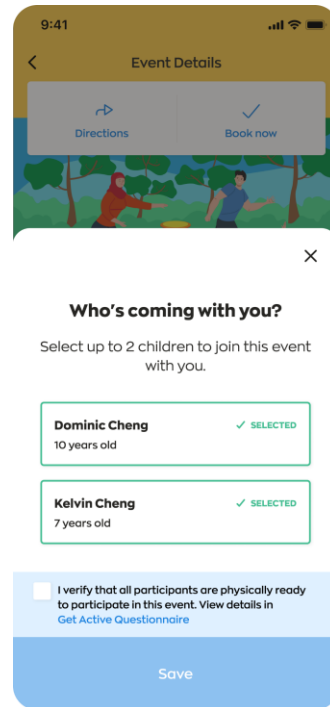 9:41
Event Details
Directions
Book now
Who's coming with you?
Select up to 2 children to join this event
with you.
Dominic Cheng
✓ SELECTED
10 years old
Kelvin Cheng
✓ SELECTED
7 years old
I verify that all participants are physically ready
to participate in this event. View details in
Get Active Questionnaire
Save